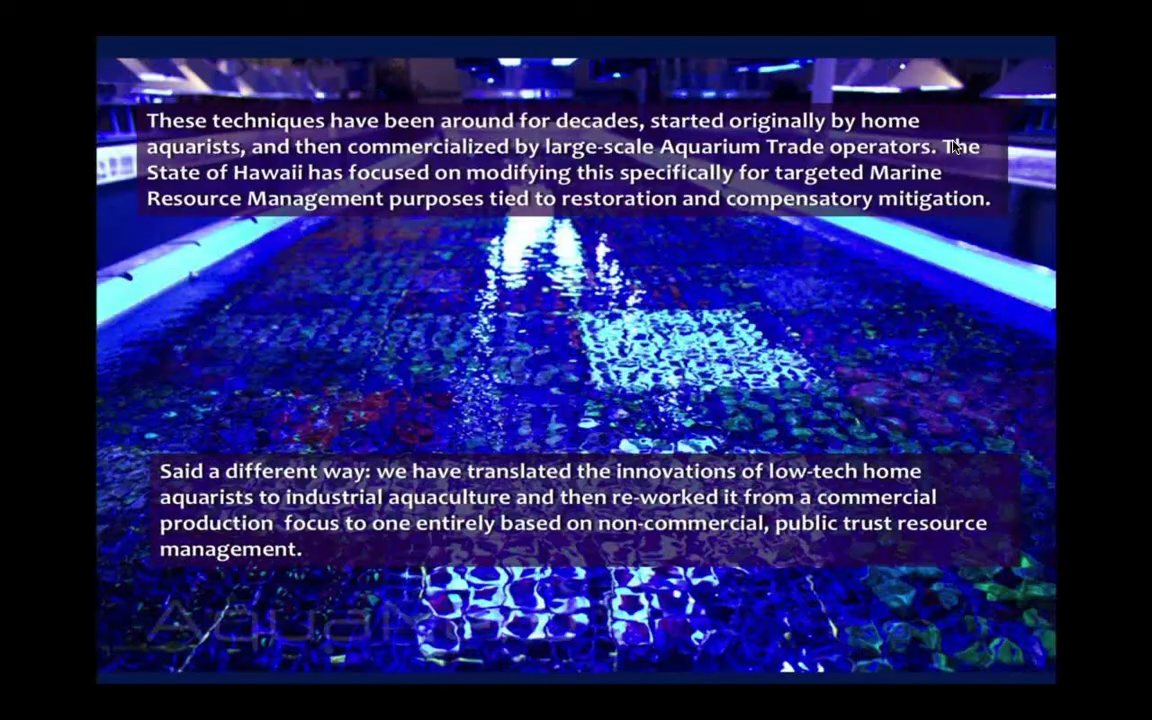 These techniques have been around for decades, started originally by home
aquarists, and then commercialized by large-scale Aquarium Trade operators. The
State of Hawaii has focused on modifying this specifically for targeted Marine
Resource Management purposes tied to restoration and compensatory mitigation.
Said a different way: we have translated the innovations of low-tech home
aquarists to industrial aquaculture and then re-worked it from a commercial
production focus to one entirely based on non-commercial, public trust resource
management.